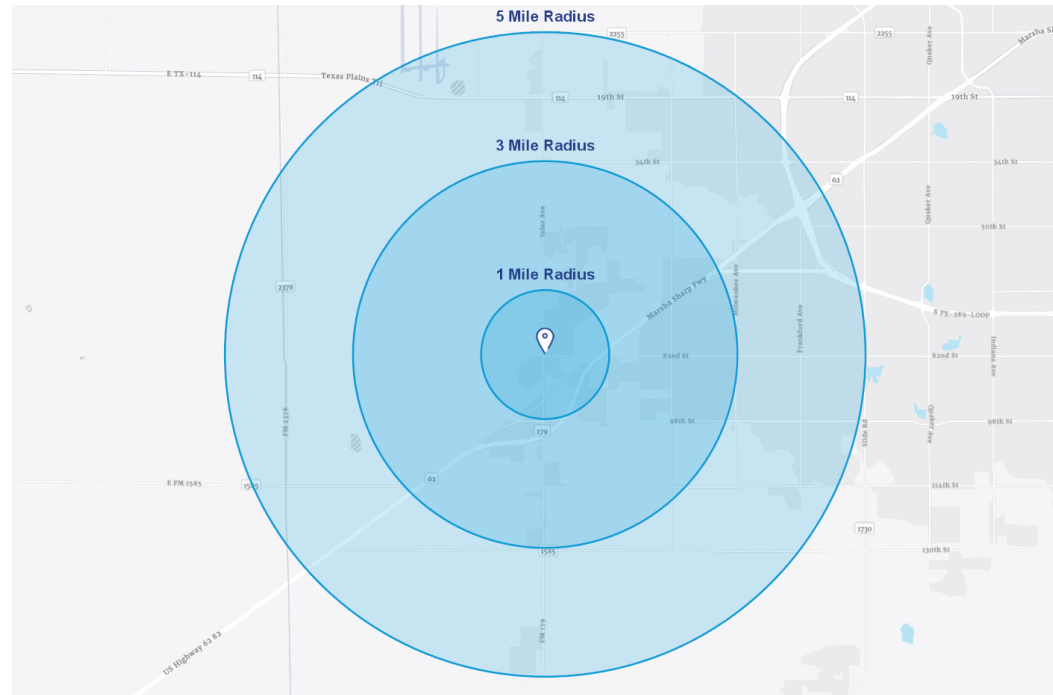 5 Mile Radius
2255
2255
Quaker Ave
Marsha Sh
E TX-114
114
Texas Plains Trl
114
19th St
114
19th St
3 Mile Radius
34th St
34th St
62
Quaker Ave
Inler Ave
50th St
1 Mile Radius
2378
Marsha Sharp Fwy
Milwaukee Ave
Frankford Ave
S TX-289-LOOP
Indiana Ave
82nd St
82nd St
FM 2378
179
98th St
Slide Rd
Quaker Ave
98th St
62
E FM 1585
1585
114th St
1730
1585
130th St
FM 179
US Highway 62 82